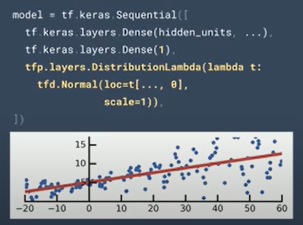 model = tf.keras.Sequential([
tf.keras.layers.Dense(hidden_units, ...),
tf.keras.layers.Dense(1),
tfp.layers.DistributionLambda(lambda t:
tfd.Normal(loc=t[..., 0],
scale=1)),
])
15
10
5
0
-20 -10 0 10 20 30 40 50 60